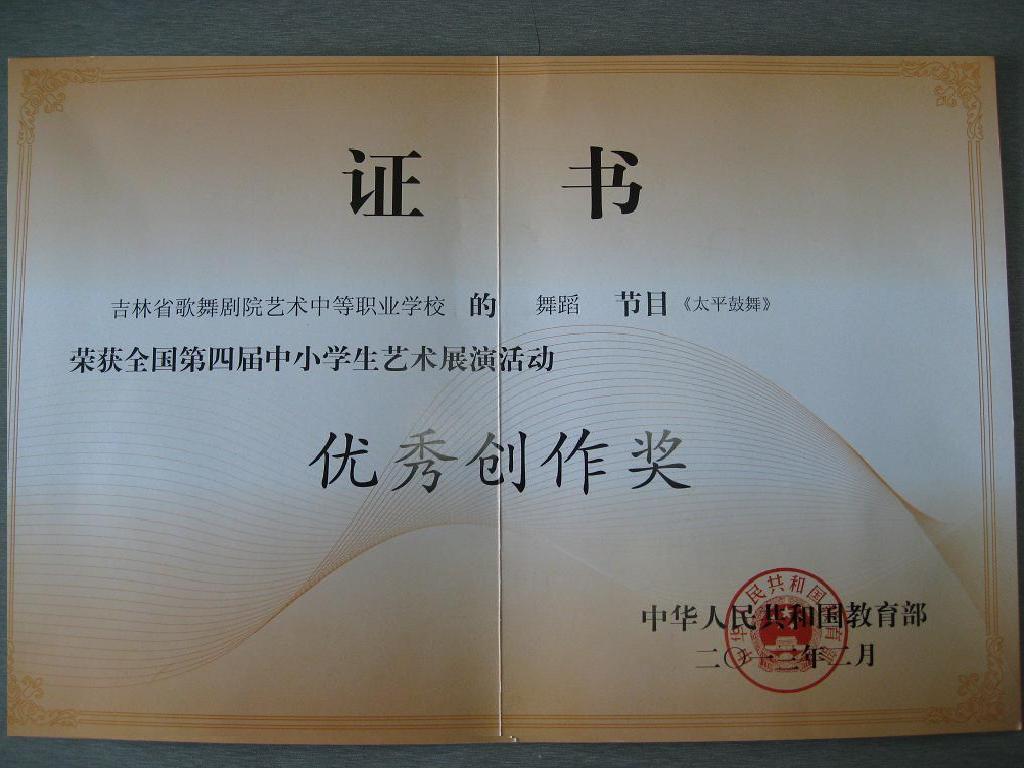 证 书
吉林省歌舞剧院艺术中等职业学校 的 舞蹈 节目《太平鼓舞》
荣获全国第四届中小学生艺术展演活动
优秀创作奖
中华人民共和国教育部
二〇一三年二月